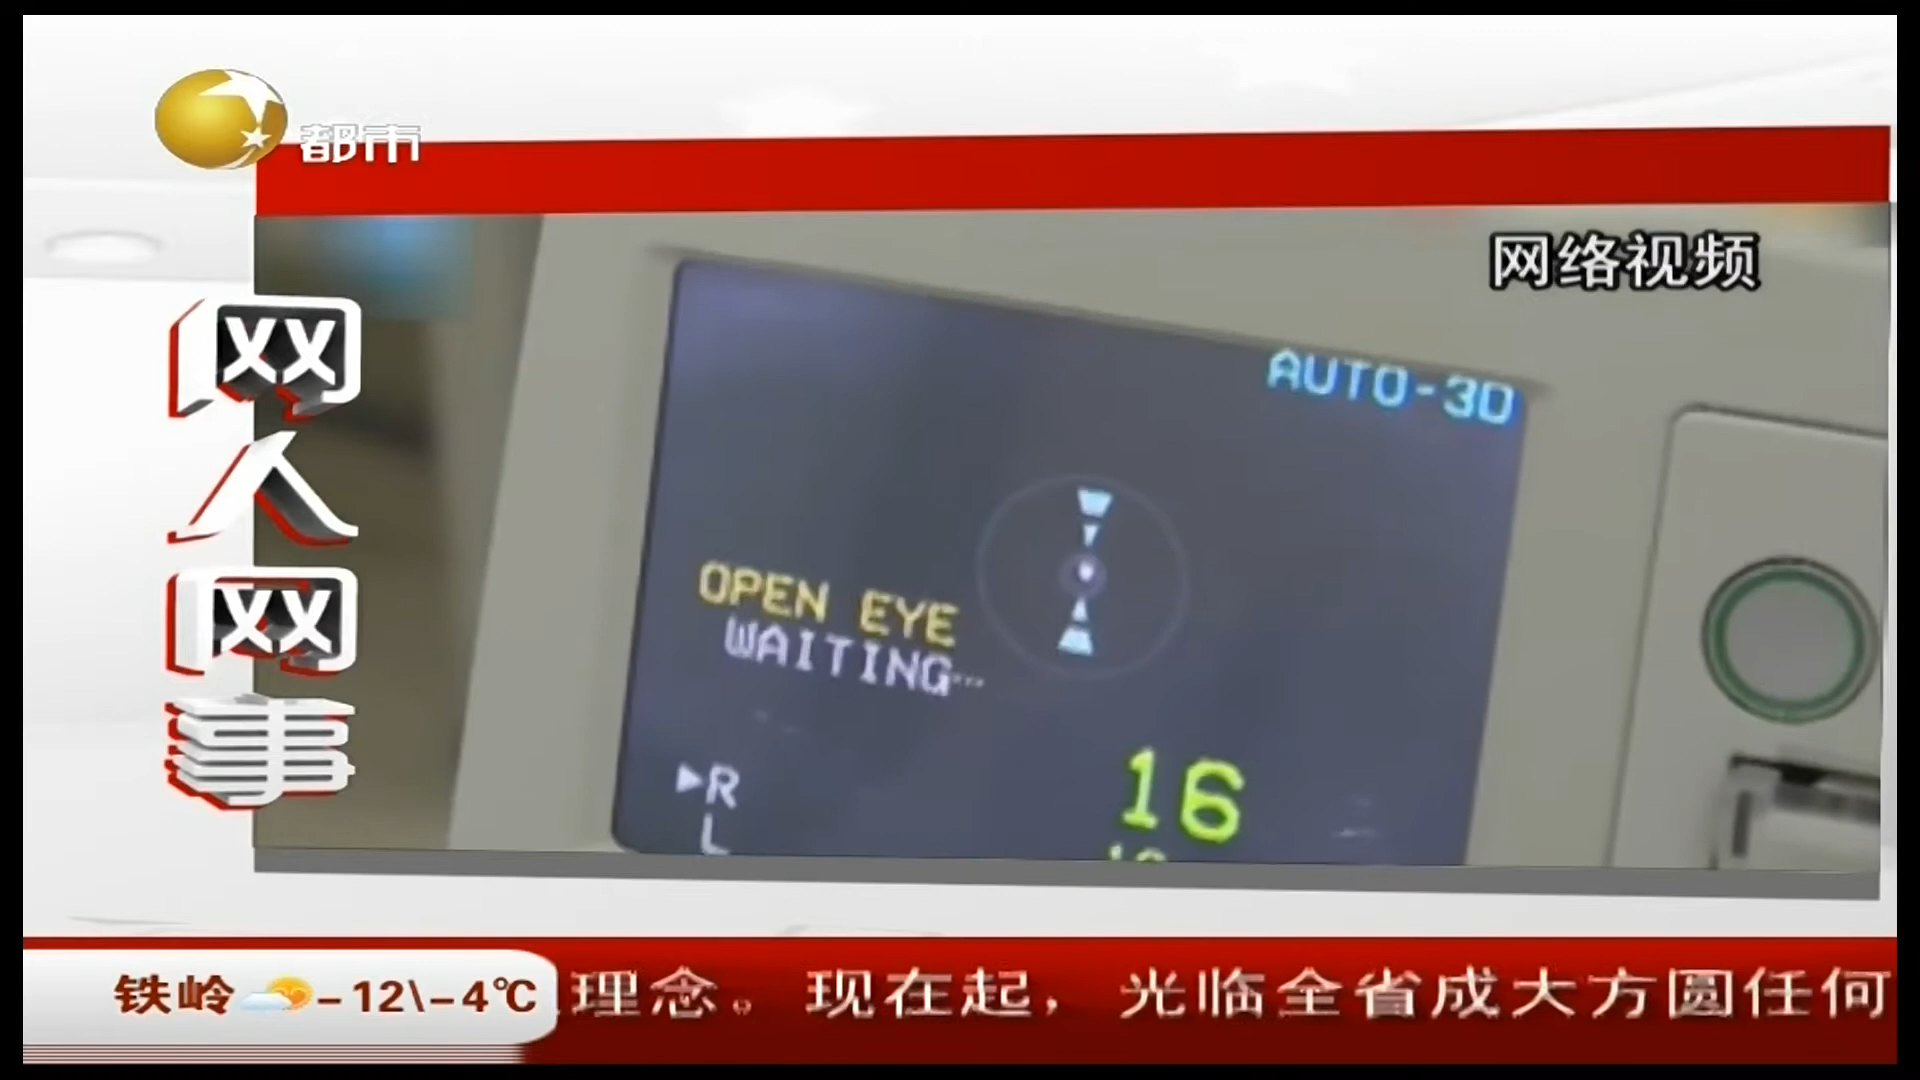 都市
网络视频
网人网事
AUTO-3D
OPEN EYE
WAITING...
▶R
16
L
铁岭 -12\-4℃
理念。现在起，光临全省成大方圆任何